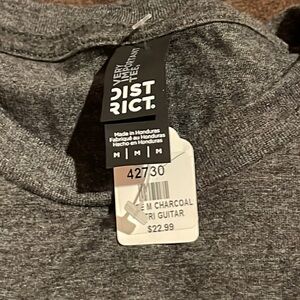 VERY
IMPORTANT
TEE
DIST
RICT.
Made in Honduras
Fabriqué au Honduras
Hecho en Honduras
M M M
42730
M CHARCOAL
GUITAR
$22.99